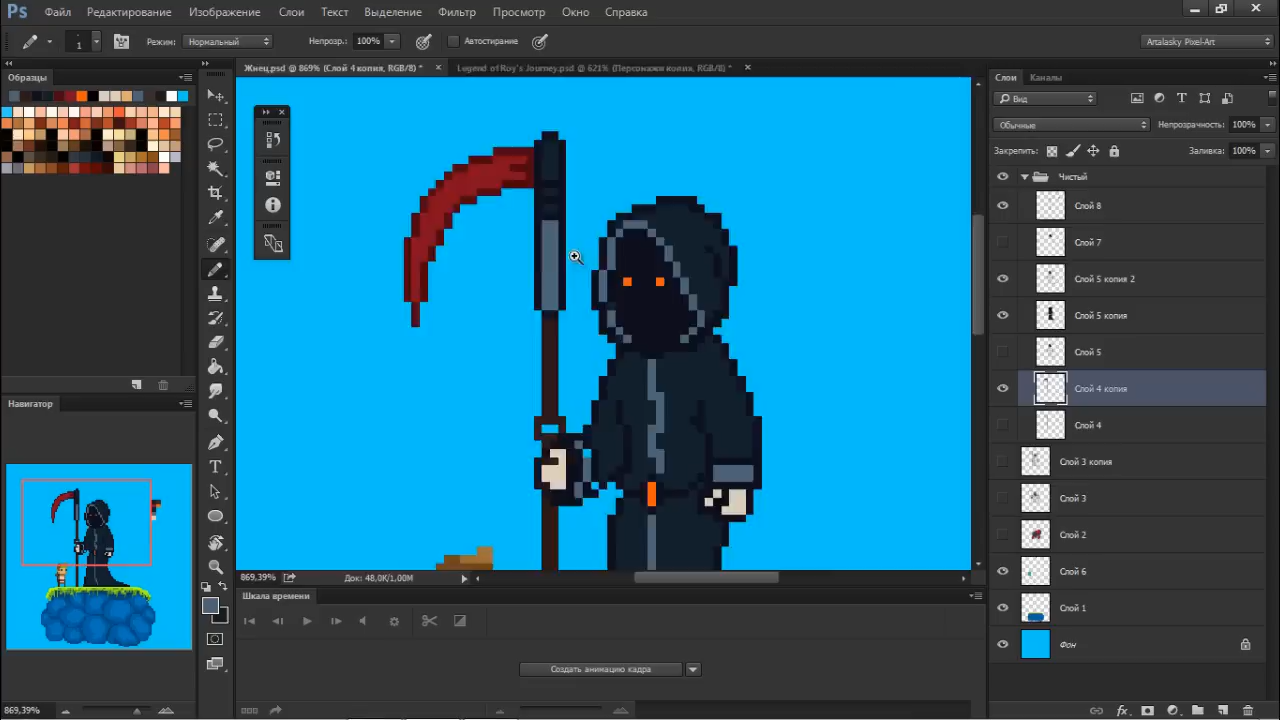 Ps Файл Редактирование Изображение Слои Текст Выделение Фильтр Просмотр Окно Справка
1 Режим: Нормальный Непрозр.: 100% Автостирание Artalasky Pixel-Art
Жнец.psd @ 869% (Слой 4 копия, RGB/8) * × Legend of Roy's Journey.psd @ 621% (Персонажи копия, RGB/8) * ×
Образцы
Слои Каналы
Вид
Обычные Непрозрачность: 100%
Закрепить: Заливка: 100%
Чистый
Слой 8
Слой 7
Слой 5 копия 2
Слой 5 копия
Слой 5
Слой 4 копия
Слой 4
Слой 3 копия
Слой 3
Слой 2
Слой 6
Слой 1
Фон
Навигатор
869,39%
869,39% Док: 48,0K/1,00M
Шкала времени
Создать анимацию кадра